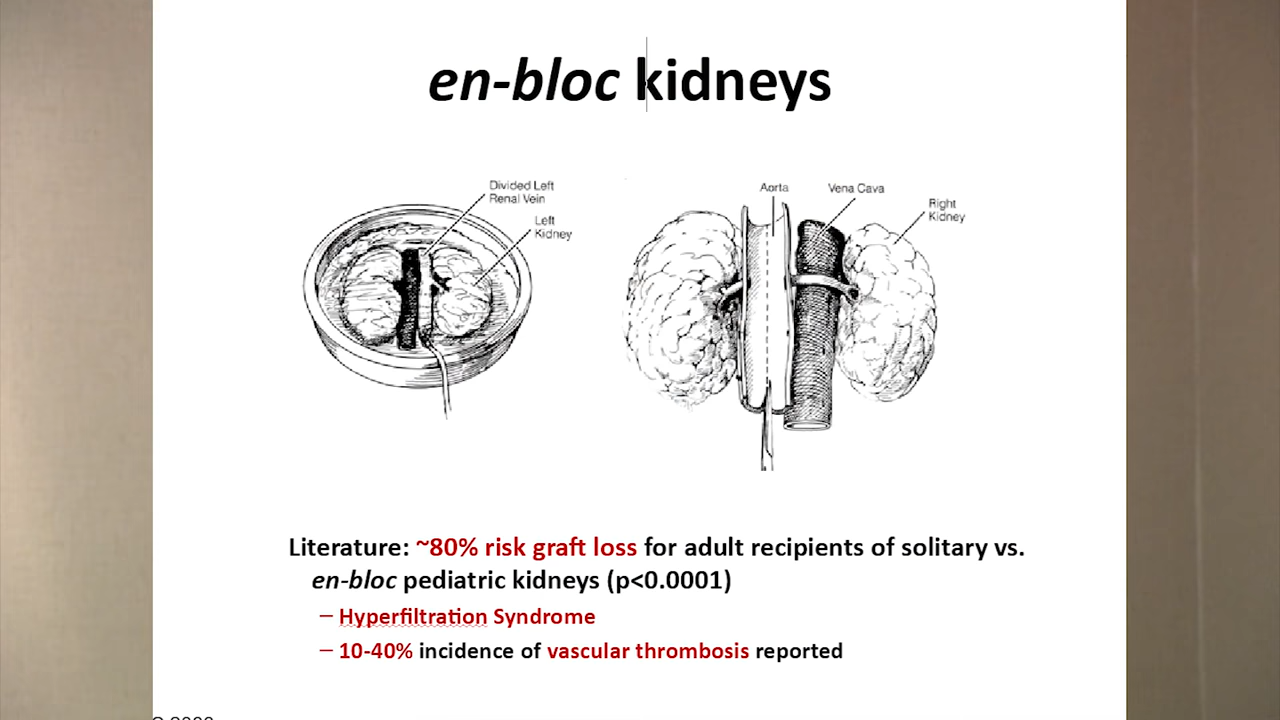 en-bloc kidneys
Divided Left
Renal Vein
Left
Kidney
Aorta
Vena Cava
Right
Kidney
Literature: ~80% risk graft loss for adult recipients of solitary vs.
en-bloc pediatric kidneys (p<0.0001)
– Hyperfiltration Syndrome
– 10-40% incidence of vascular thrombosis reported